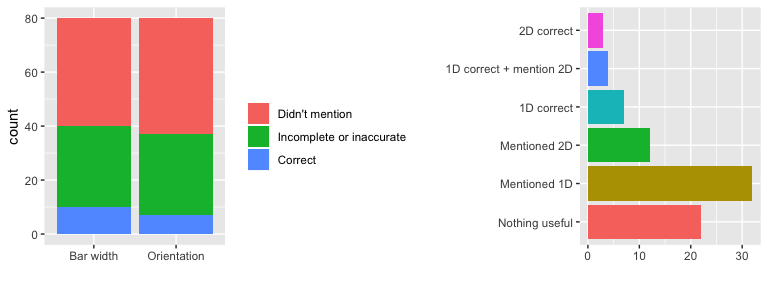 count
80
60
40
20
0
Bar width
Orientation
Didn't mention
Incomplete or inaccurate
Correct
2D correct
1D correct + mention 2D
1D correct
Mentioned 2D
Mentioned 1D
Nothing useful
0
10
20
30